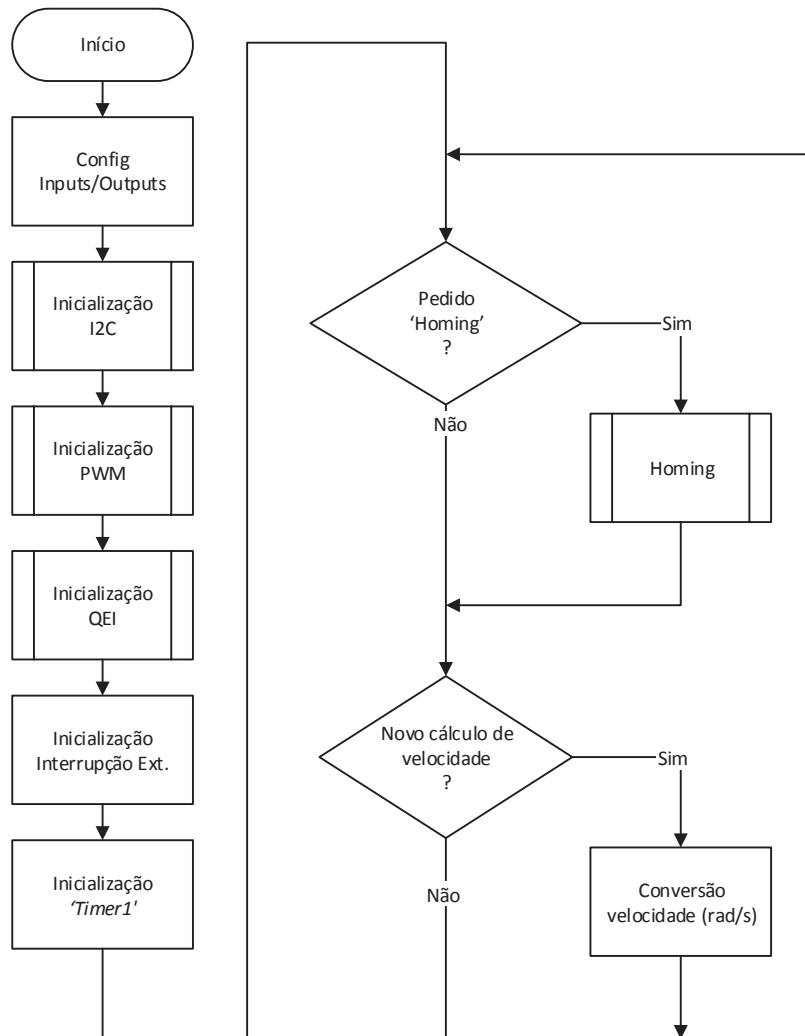 Início
Config
Inputs/Outputs
Inicialização
I2C
Inicialização
PWM
Inicialização
QEI
Inicialização
Interrupção Ext.
Inicialização
‘Timer1'
Pedido
‘Homing’
?
Sim
Não
Homing
Novo cálculo de
velocidade
?
Sim
Não
Conversão
velocidade (rad/s)